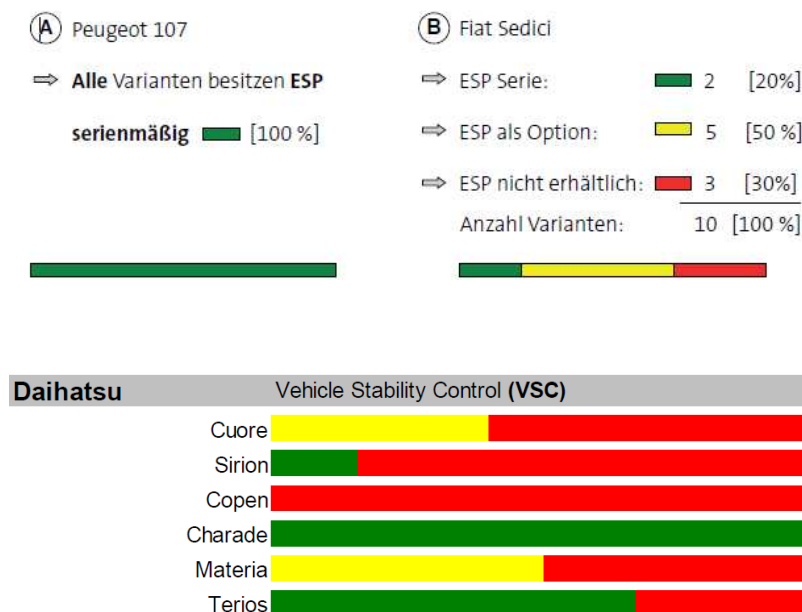 A Peugeot 107
⇨ Alle Varianten besitzen ESP
serienmäßig [100 %]
B Fiat Sedici
⇨ ESP Serie: 2 [20%]
⇨ ESP als Option: 5 [50 %]
⇨ ESP nicht erhältlich: 3 [30%]
Anzahl Varianten: 10 [100 %]
Daihatsu Vehicle Stability Control (VSC)
Cuore
Sirion
Copen
Charade
Materia
Terios